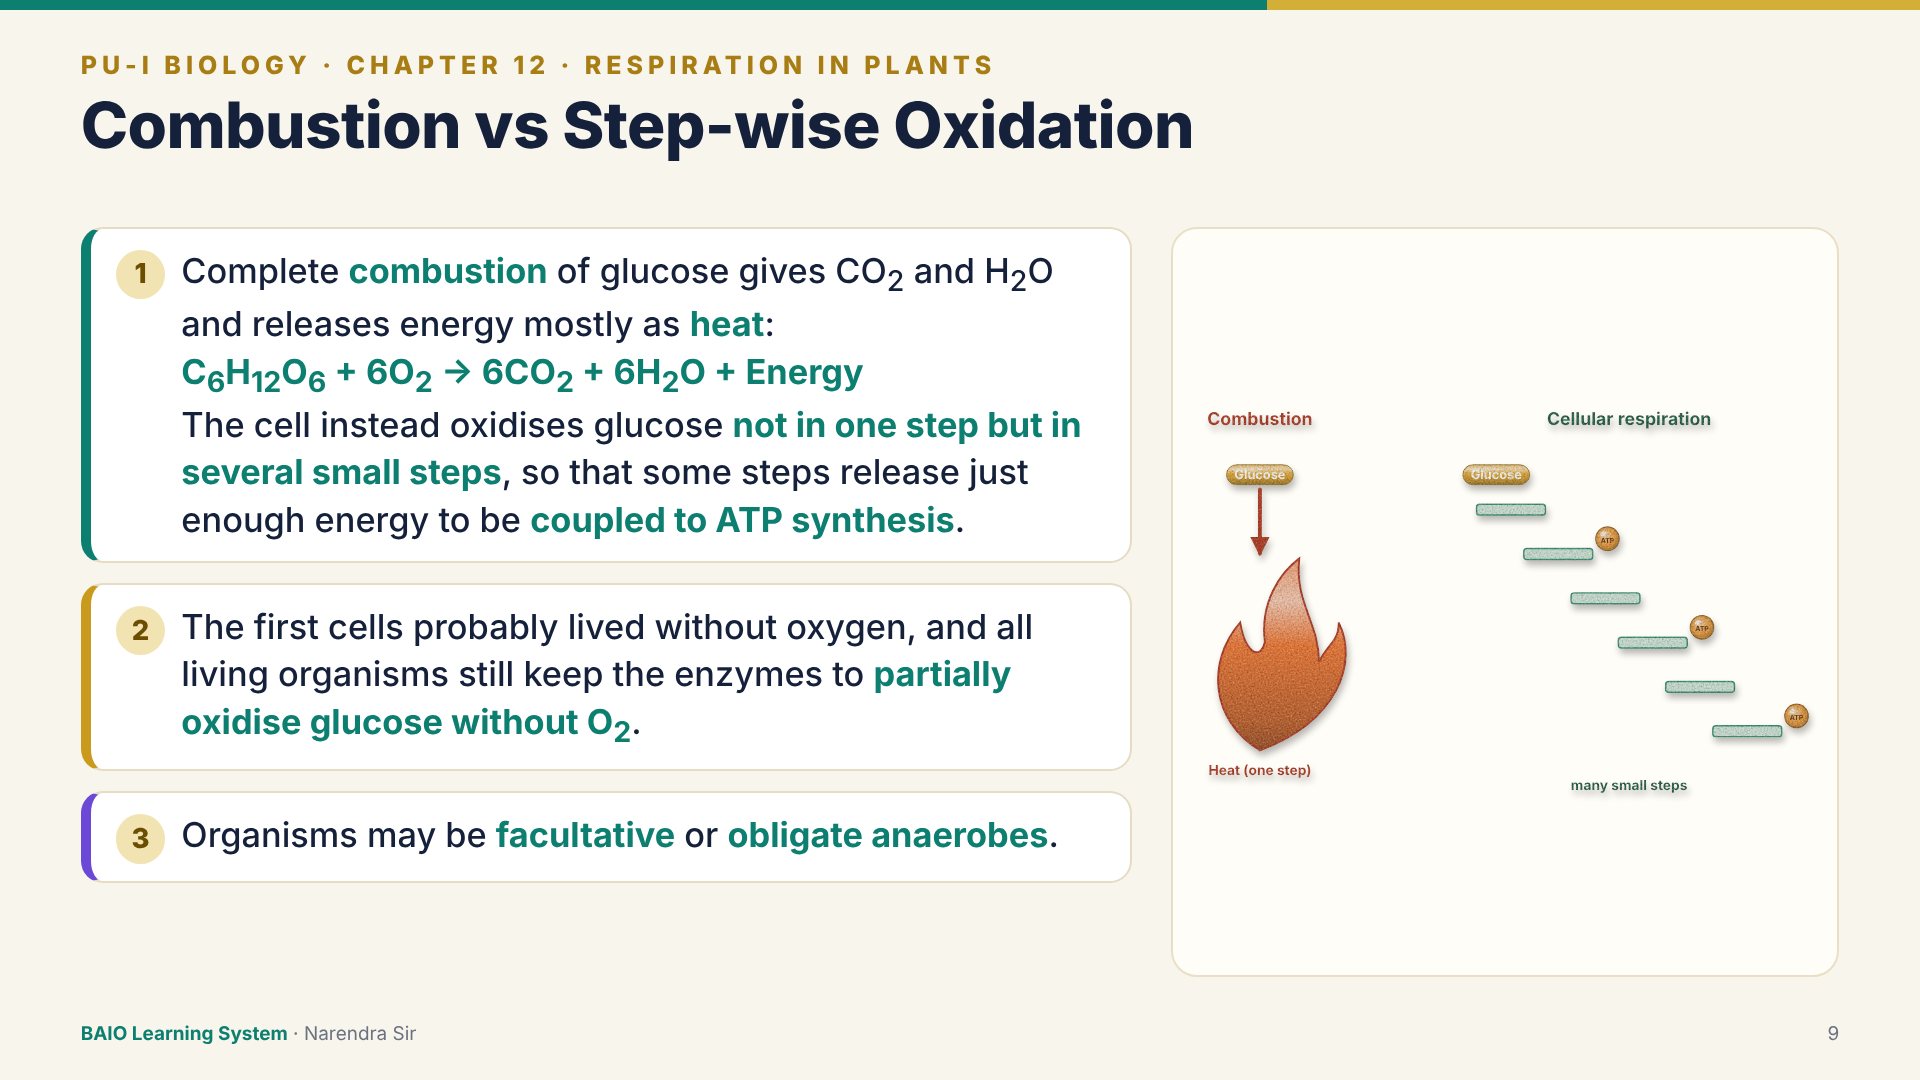 PU-I BIOLOGY · CHAPTER 12 · RESPIRATION IN PLANTS
Combustion vs Step-wise Oxidation
1
Complete combustion of glucose gives CO₂ and H₂O
and releases energy mostly as heat:
C₆H₁₂O₆ + 6O₂ → 6CO₂ + 6H₂O + Energy
The cell instead oxidises glucose not in one step but in
several small steps, so that some steps release just
enough energy to be coupled to ATP synthesis.
2
The first cells probably lived without oxygen, and all
living organisms still keep the enzymes to partially
oxidise glucose without O₂.
3
Organisms may be facultative or obligate anaerobes.
Combustion
Glucose
Heat (one step)
Cellular respiration
Glucose
ATP
ATP
ATP
many small steps
BAIO Learning System · Narendra Sir
9